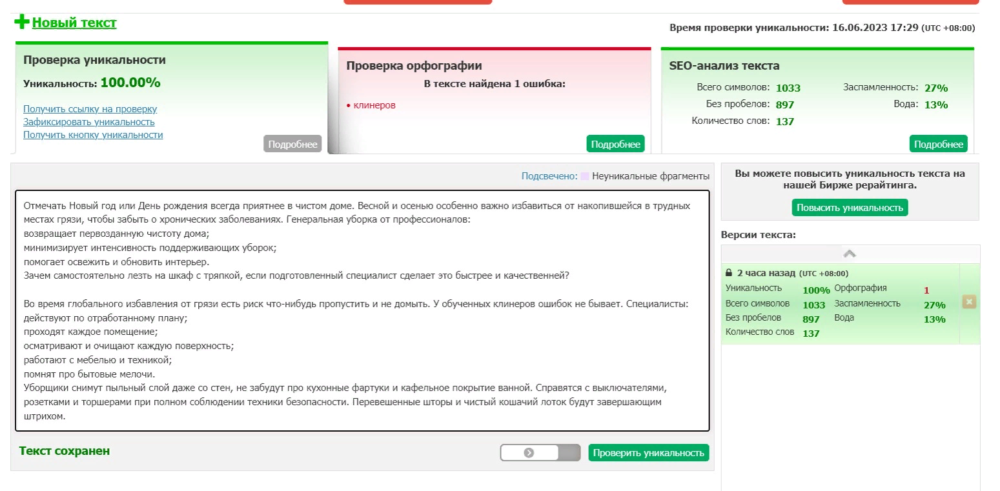 Новый текст
Время проверки уникальности: 16.06.2023 17:29 (UTC +08:00)
Проверка уникальности
Уникальность: 100.00%
Получить ссылку на проверку
Зафиксировать уникальность
Получить кнопку уникальности
Подробнее
Проверка орфографии
В тексте найдена 1 ошибка:
• клинеров
Подробнее
SEO-анализ текста
Всего символов: 1033 Заспамленность: 27%
Без пробелов: 897 Вода: 13%
Количество слов: 137
Подробнее
Подсвечено: Неуникальные фрагменты
Отмечать Новый год или День рождения всегда приятнее в чистом доме. Весной и осенью особенно важно избавиться от накопившейся в трудных
местах грязи, чтобы забыть о хронических заболеваниях. Генеральная уборка от профессионалов:
возвращает первозданную чистоту дома;
минимизирует интенсивность поддерживающих уборок;
помогает освежить и обновить интерьер.
Зачем самостоятельно лезть на шкаф с тряпкой, если подготовленный специалист сделает это быстрее и качественней?
Во время глобального избавления от грязи есть риск что-нибудь пропустить и не домыть. У обученных клинеров ошибок не бывает. Специалисты:
действуют по отработанному плану;
проходят каждое помещение;
осматривают и очищают каждую поверхность;
работают с мебелью и техникой;
помнят про бытовые мелочи.
Уборщики снимут пыльный слой даже со стен, не забудут про кухонные фартуки и кафельное покрытие ванной. Справятся с выключателями,
розетками и торшерами при полном соблюдении техники безопасности. Перевешенные шторы и чистый кошачий лоток будут завершающим
штрихом.
Текст сохранен
Проверить уникальность
Вы можете повысить уникальность текста на
нашей Бирже рерайтинга.
Повысить уникальность
Версии текста:
2 часа назад (UTC +08:00)
Уникальность 100% Орфография 1
Всего символов 1033 Заспамленность 27%
Без пробелов 897 Вода 13%
Количество слов 137